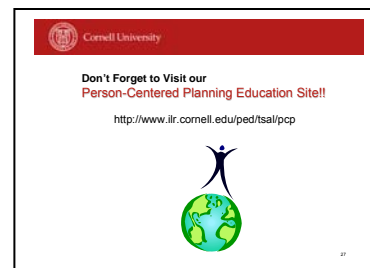 Cornell University
Don't Forget to Visit our
Person-Centered Planning Education Site!!
http://www.ilr.cornell.edu/ped/tsal/pcp
27